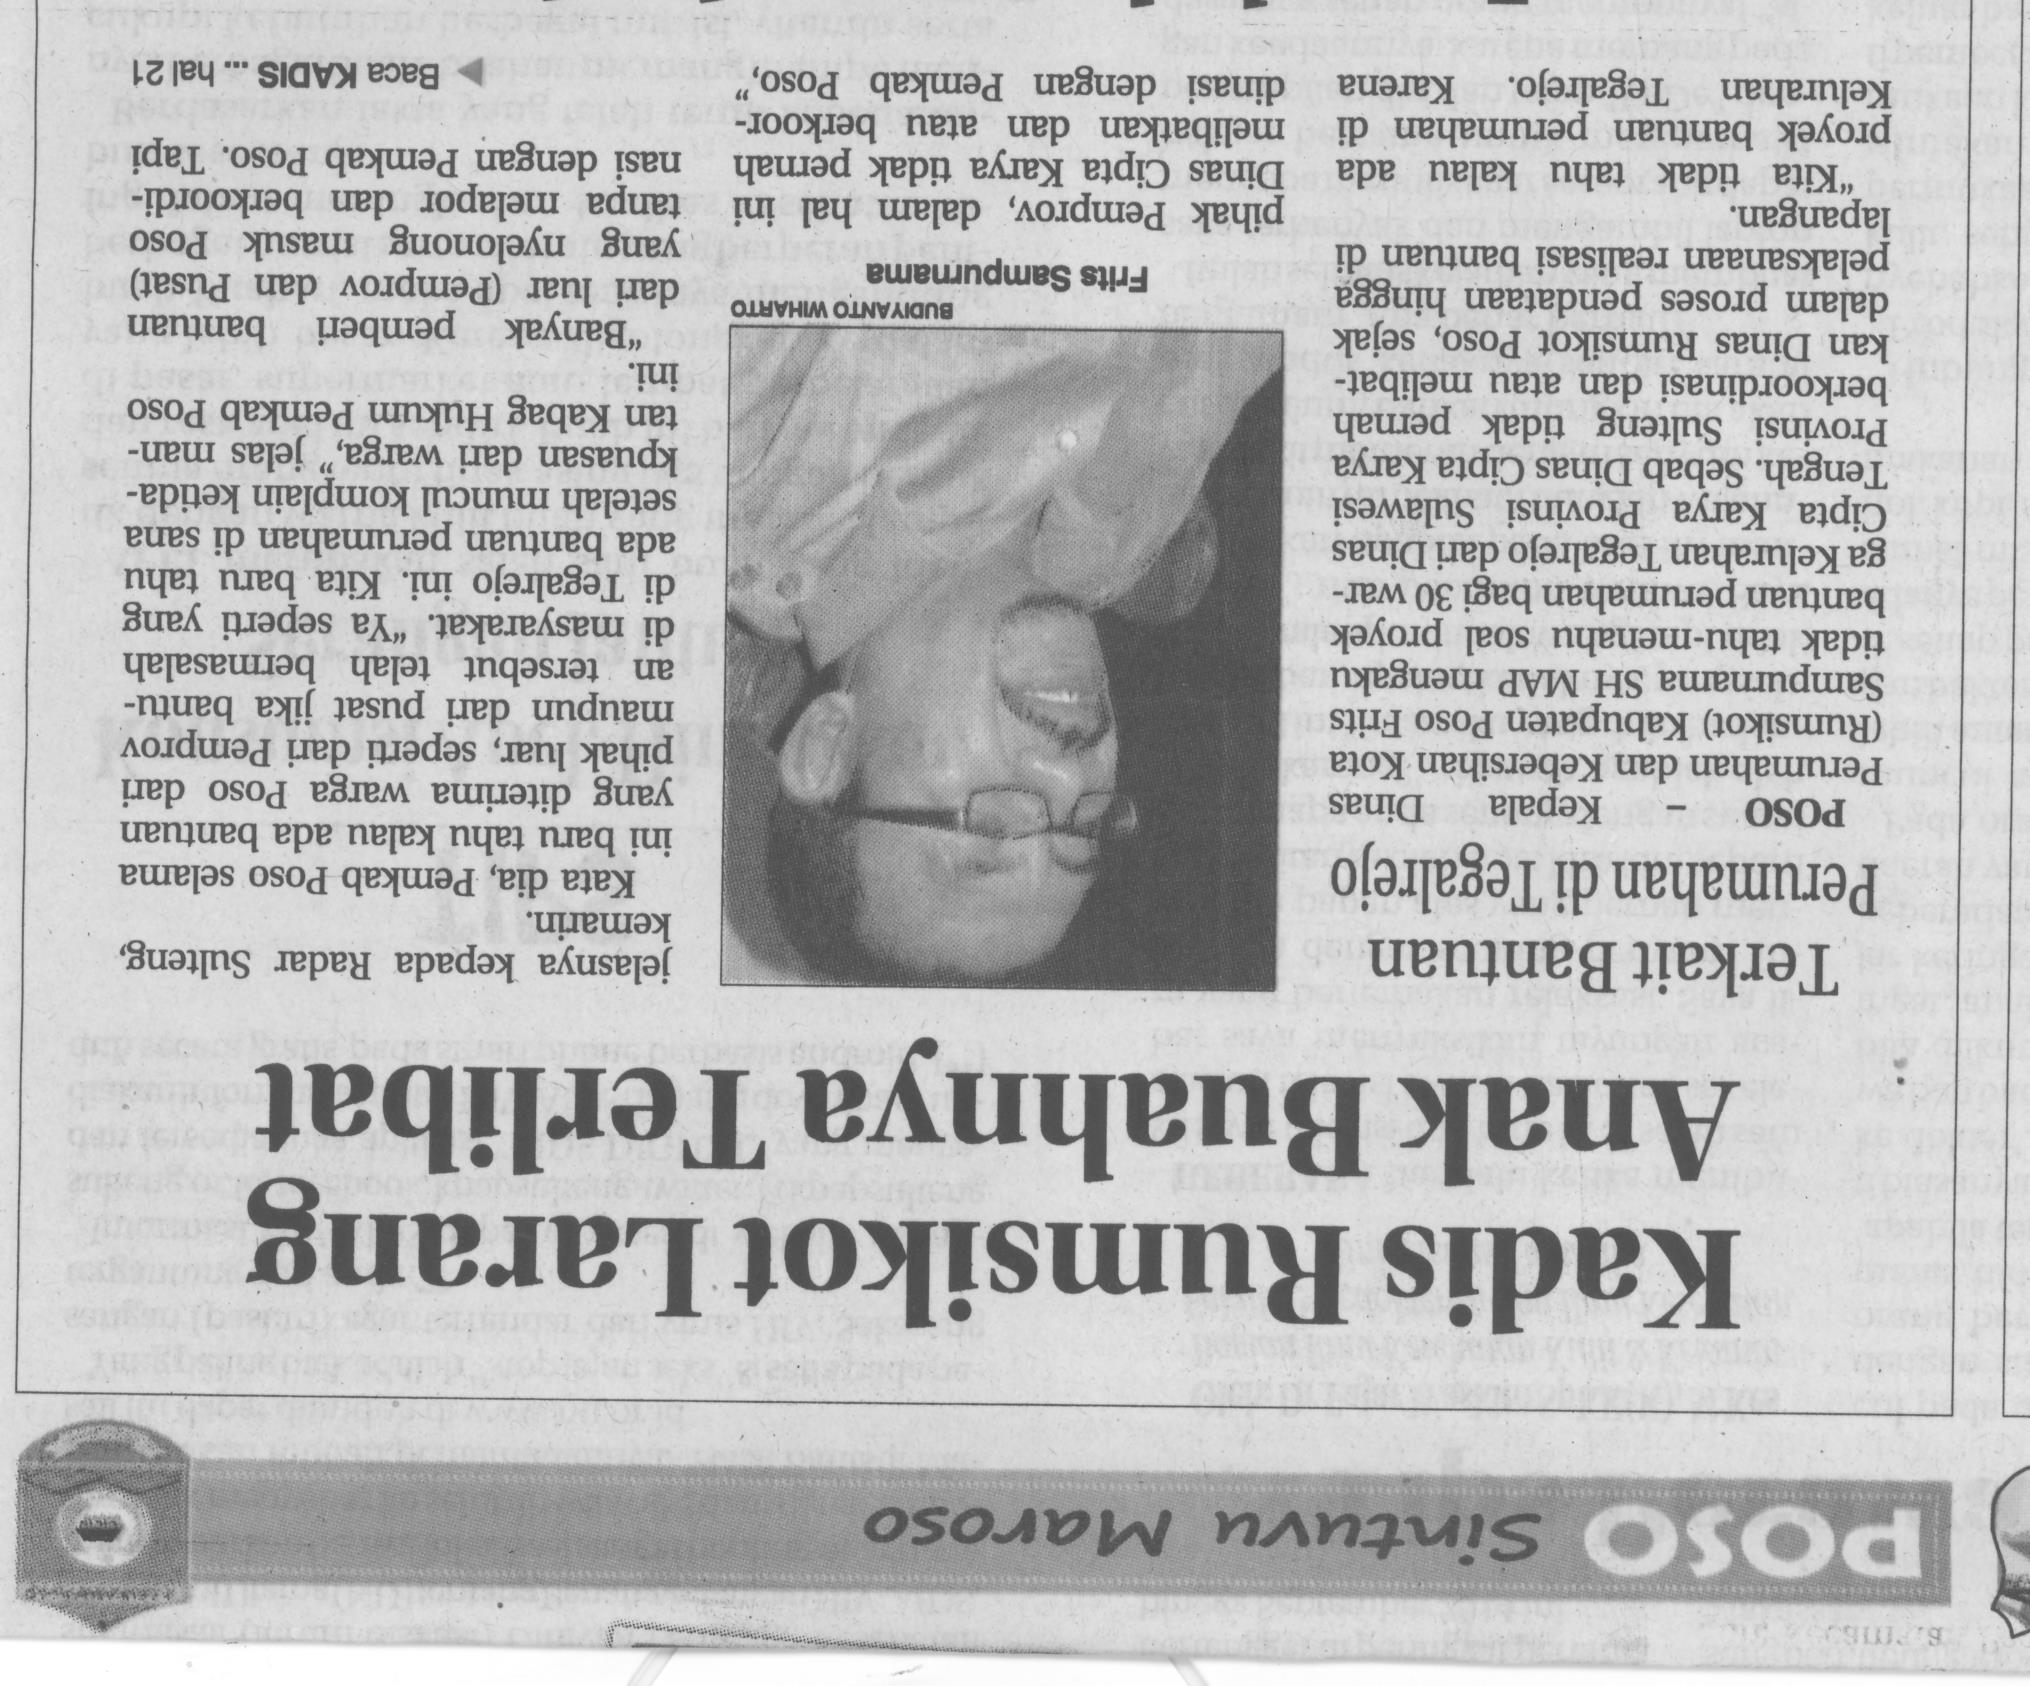 POSO Sintuvu Maroso
Kadis Rumsikot Larang
Anak Buahnya Terlibat
Terkait Bantuan
Perumahan di Tegalrejo
POSO – Kepala Dinas
Perumahan dan Kebersihan Kota
(Rumsikot) Kabupaten Poso Frits
Sampurnama SH MAP mengaku
tidak tahu-menahu soal proyek
bantuan perumahan bagi 30 war-
ga Kelurahan Tegalrejo dari Dinas
Cipta Karya Provinsi Sulawesi
Tengah. Sebab Dinas Cipta Karya
Provinsi Sulteng tidak pernah
berkoordinasi dan atau melibat-
kan Dinas Rumsikot Poso, sejak
dalam proses pendataan hingga
pelaksanaan realisasi bantuan di
lapangan.
“Kita tidak tahu kalau ada
proyek bantuan perumahan di
Kelurahan Tegalrejo. Karena
BUDIYANTO WIHARTO
Frits Sampurnama
pihak Pemprov, dalam hal ini
Dinas Cipta Karya tidak pernah
melibatkan dan atau berkoor-
dinasi dengan Pemkab Poso,”
jelasnya kepada Radar Sulteng,
kemarin.
Kata dia, Pemkab Poso selama
ini baru tahu kalau ada bantuan
yang diterima warga Poso dari
pihak luar, seperti dari Pemprov
maupun dari pusat jika bantu-
an tersebut telah bermasalah
di masyarakat. “Ya seperti yang
di Tegalrejo ini. Kita baru tahu
ada bantuan perumahan di sana
setelah muncul komplain ketida-
kpuasan dari warga,” jelas man-
tan Kabag Hukum Pemkab Poso
ini.
“Banyak pemberi bantuan
dari luar (Pemprov dan Pusat)
yang nyelonong masuk Poso
tanpa melapor dan berkoordi-
nasi dengan Pemkab Poso. Tapi
Baca KADIS ... hal 21